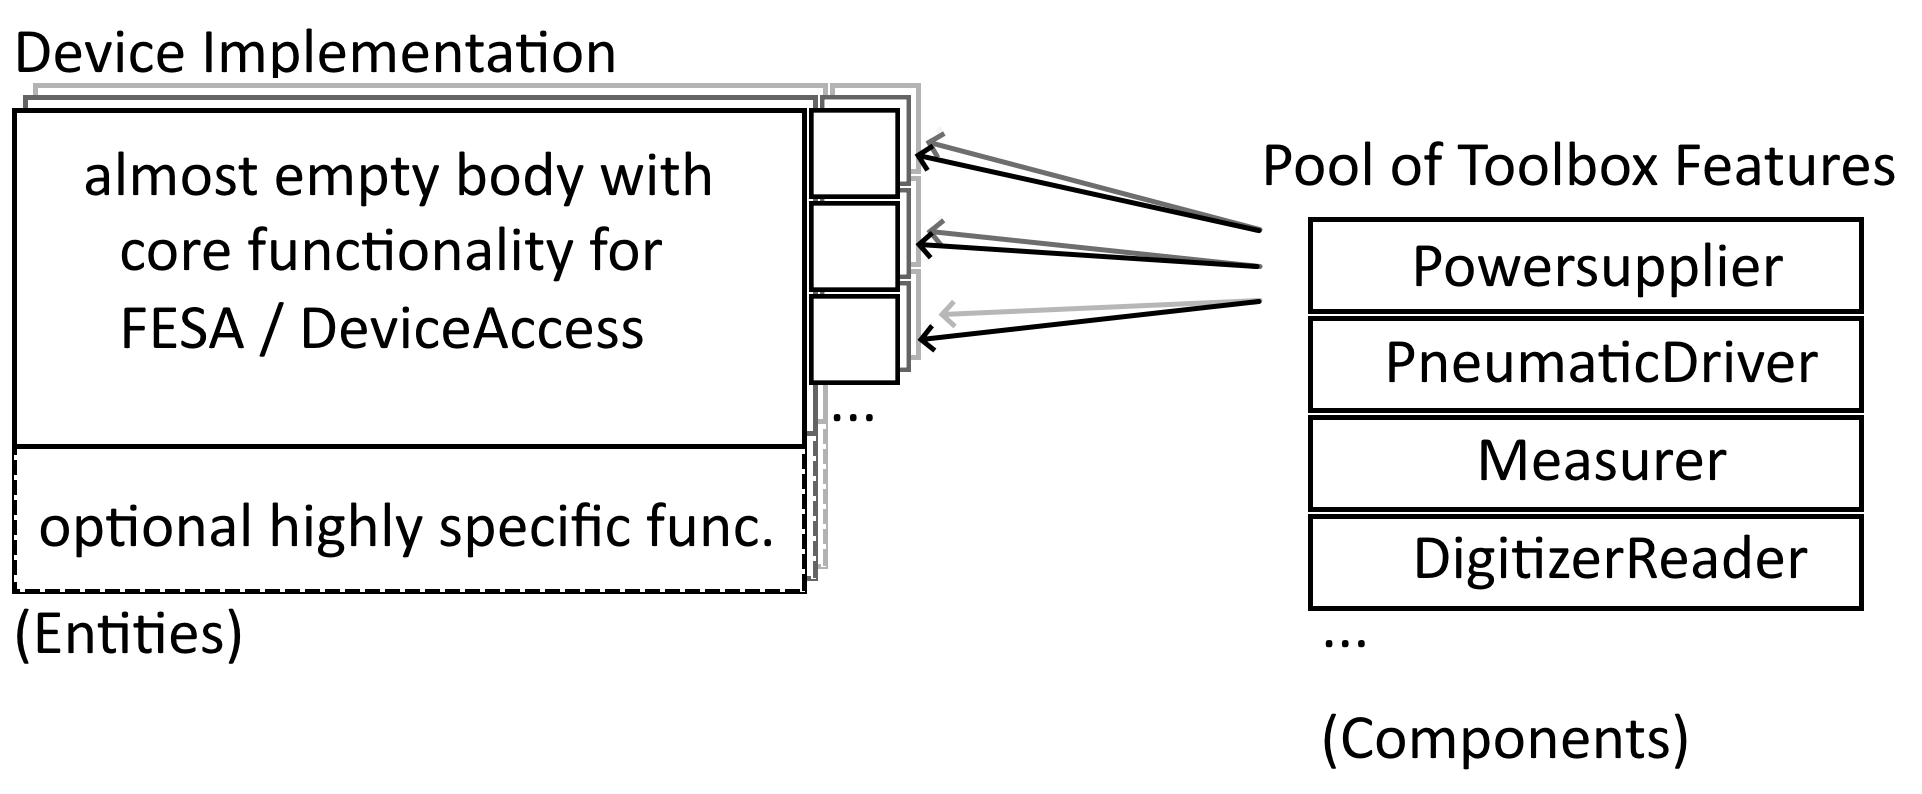 Device Implementation
almost empty body with
core functionality for
FESA / DeviceAccess
...
optional highly specific func.
(Entities)
Pool of Toolbox Features
Powersupplier
PneumaticDriver
Measurer
DigitizerReader
...
(Components)